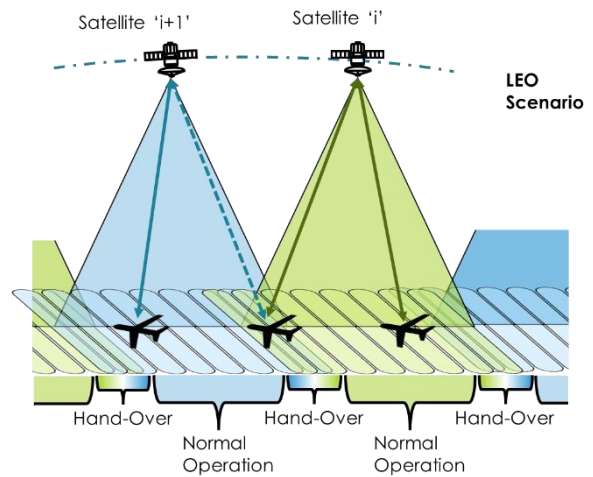 Satellite ‘i+1’
Satellite ‘i’
LEO
Scenario
Hand-Over
Hand-Over
Hand-Over
Normal
Operation
Normal
Operation